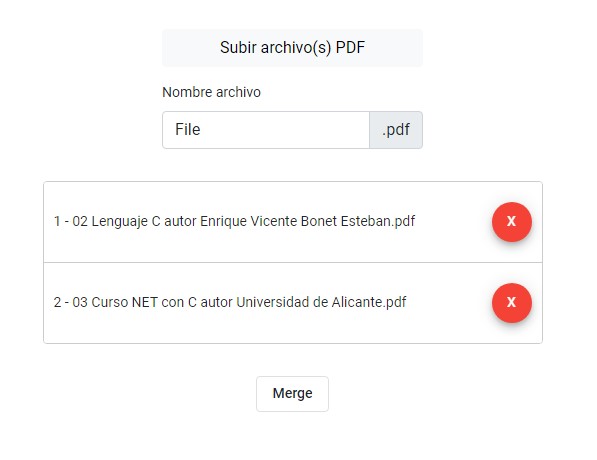 Subir archivo(s) PDF
Nombre archivo
File .pdf
1 - 02 Lenguaje C autor Enrique Vicente Bonet Esteban.pdf X
2 - 03 Curso NET con C autor Universidad de Alicante.pdf X
Merge